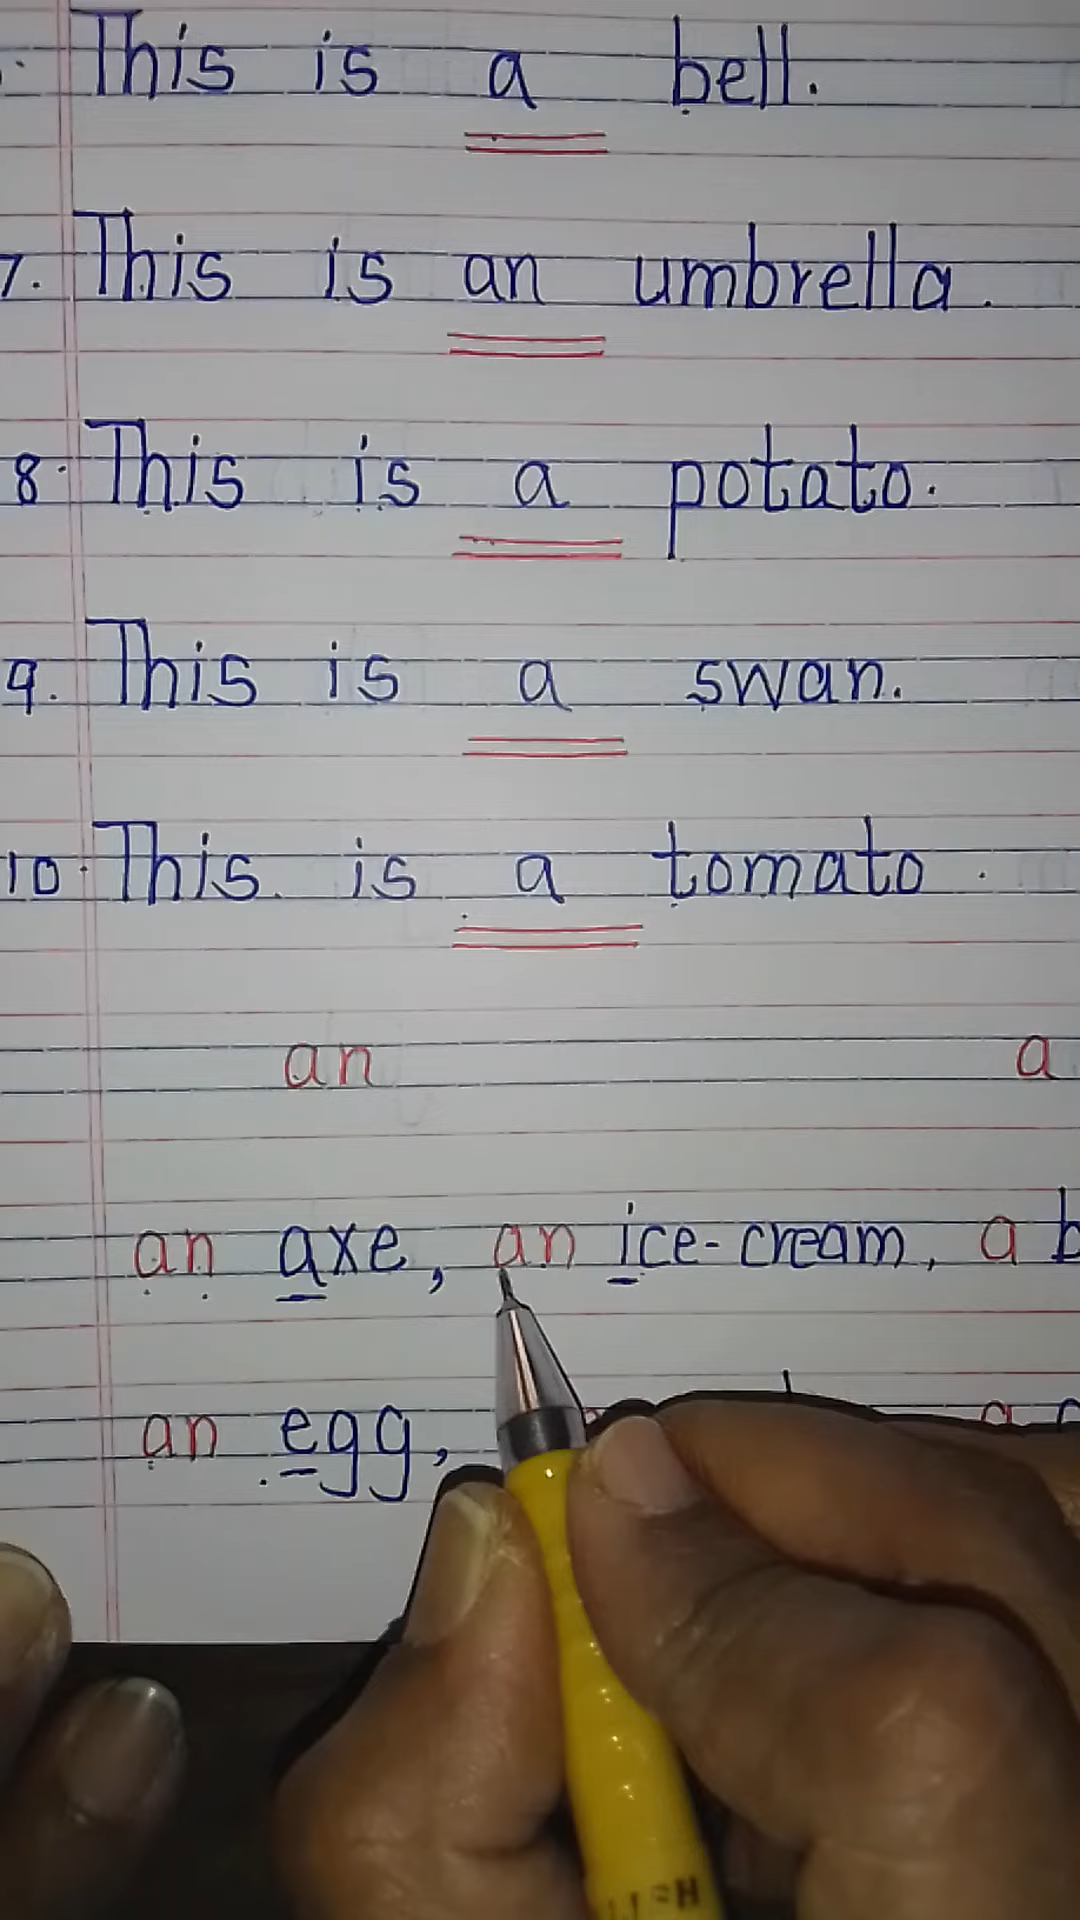 This is a bell.
7. This is an umbrella.
8. This is a potato.
9. This is a swan.
10. This is a tomato.
an a
an axe, an ice-cream, a b
an egg, a